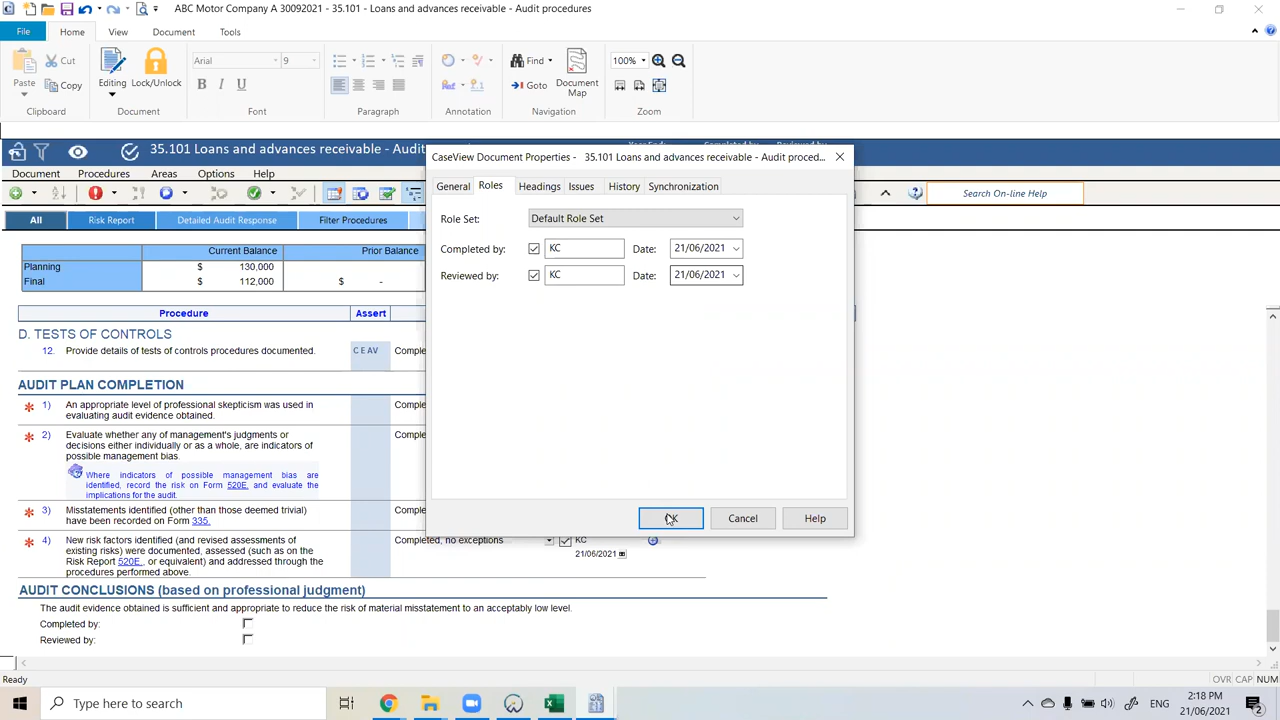 ABC Motor Company A 30092021 - 35.101 - Loans and advances receivable - Audit procedures
File Home View Document Tools
Cut
Copy
Paste
Editing Lock/Unlock
Arial 9
B I U
Find
Goto
Document
Map
100%
Clipboard Document Font Paragraph Annotation Navigation Zoom
35.101 Loans and advances receivable - Aud
Document Procedures Areas Options Help
Search On-line Help
All Risk Report Detailed Audit Response Filter Procedures
Current Balance Prior Balance
Planning $ 130,000
Final $ 112,000 $ -
Procedure Assert
D. TESTS OF CONTROLS
12. Provide details of tests of controls procedures documented. C E A V Comple
AUDIT PLAN COMPLETION
1) An appropriate level of professional skepticism was used in Comple
evaluating audit evidence obtained.
2) Evaluate whether any of management's judgments or Comple
decisions either individually or as a whole, are indicators of
possible management bias.
Where indicators of possible management bias are
identified, record the risk on Form 520E, and evaluate the
implications for the audit.
3) Misstatements identified (other than those deemed trivial) Comple
have been recorded on Form 335.
4) New risk factors identified (and revised assessments of Completed, no exceptions KC
existing risks) were documented, assessed (such as on the 21/06/2021
Risk Report 520E, or equivalent) and addressed through the
procedures performed above.
AUDIT CONCLUSIONS (based on professional judgment)
The audit evidence obtained is sufficient and appropriate to reduce the risk of material misstatement to an acceptably low level.
Completed by:
Reviewed by:
CaseView Document Properties - 35.101 Loans and advances receivable - Audit proced...
General Roles Headings Issues History Synchronization
Role Set: Default Role Set
Completed by: KC Date: 21/06/2021
Reviewed by: KC Date: 21/06/2021
OK Cancel Help
Ready OVR CAP NUM
Type here to search
ENG
2:18 PM
21/06/2021
2